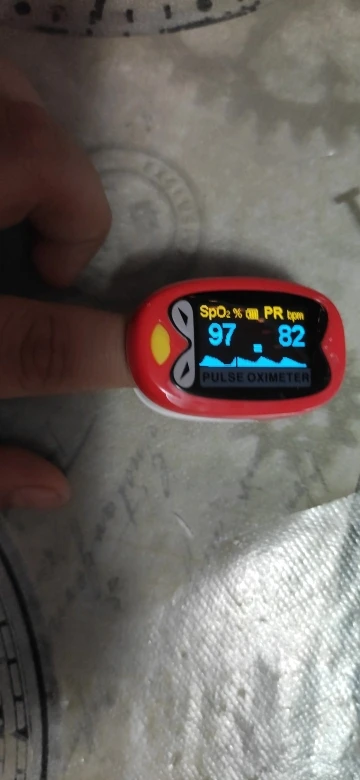 SpO₂ % PR bpm
97 82
PULSE OXIMETER